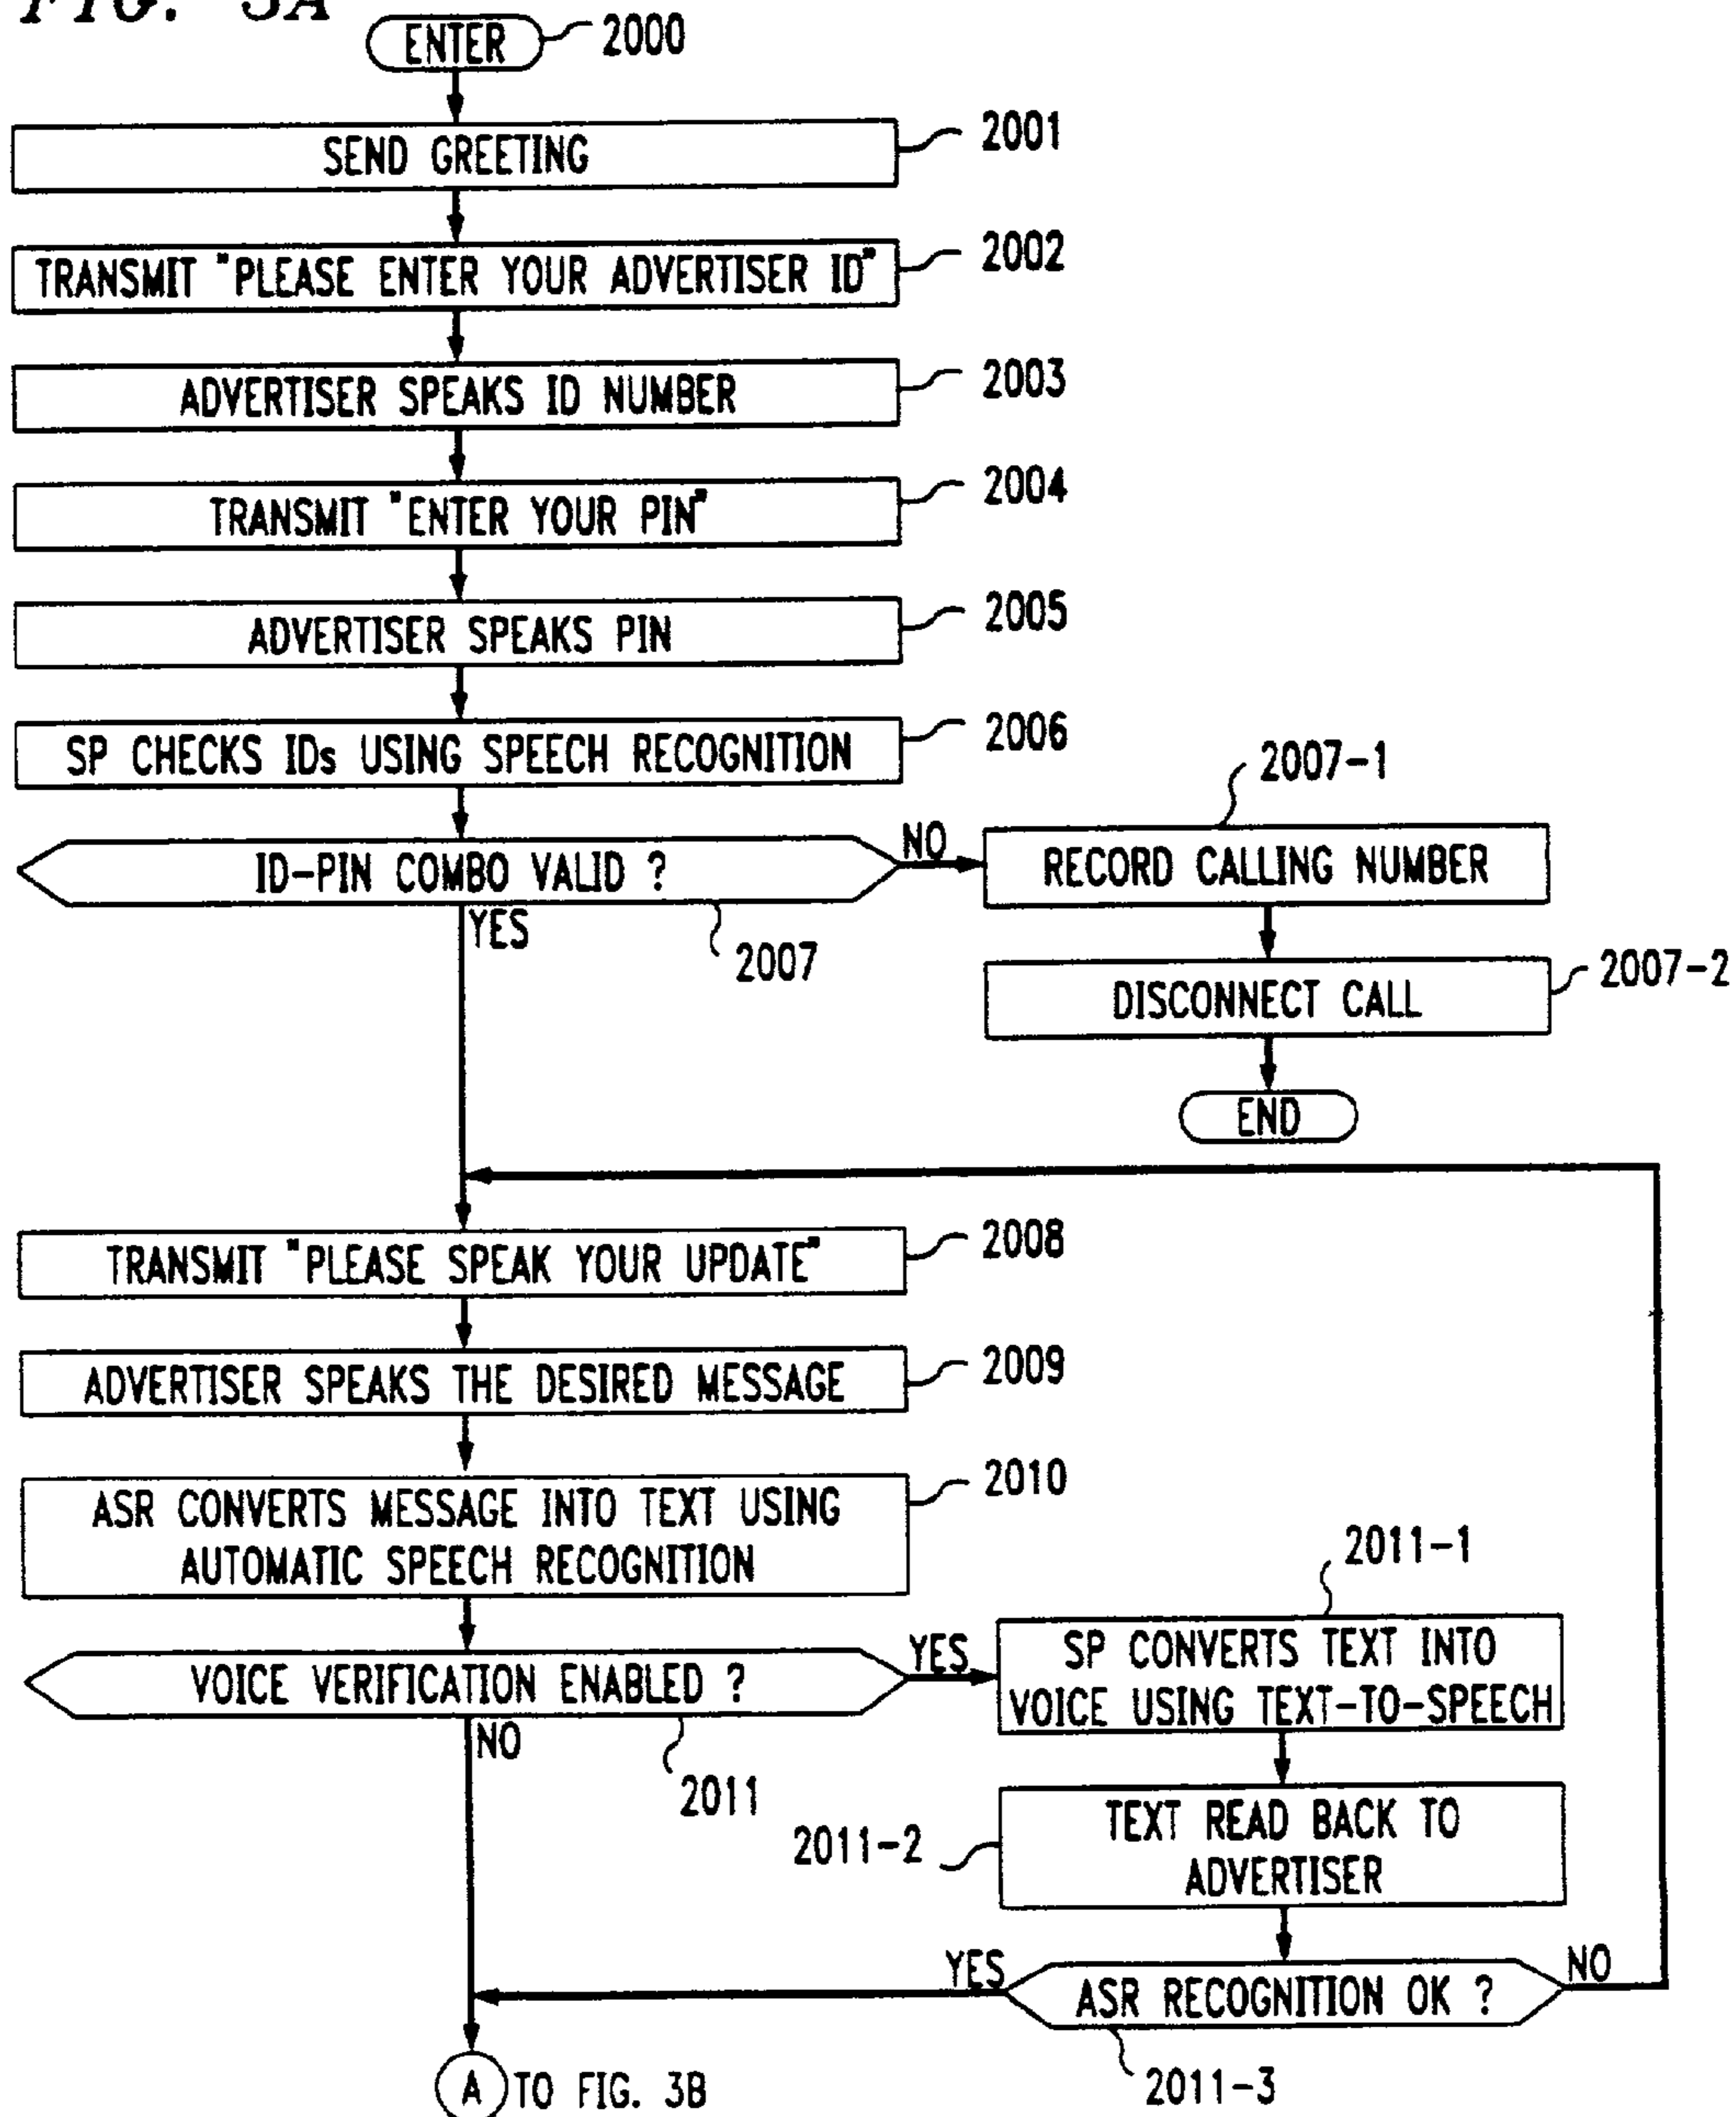 FIG. 3A
ENTER
2000
SEND GREETING
2001
TRANSMIT "PLEASE ENTER YOUR ADVERTISER ID"
2002
ADVERTISER SPEAKS ID NUMBER
2003
TRANSMIT "ENTER YOUR PIN"
2004
ADVERTISER SPEAKS PIN
2005
SP CHECKS IDs USING SPEECH RECOGNITION
2006
ID-PIN COMBO VALID ?
2007
NO
YES
RECORD CALLING NUMBER
2007-1
DISCONNECT CALL
2007-2
END
TRANSMIT "PLEASE SPEAK YOUR UPDATE"
2008
ADVERTISER SPEAKS THE DESIRED MESSAGE
2009
ASR CONVERTS MESSAGE INTO TEXT USING
AUTOMATIC SPEECH RECOGNITION
2010
VOICE VERIFICATION ENABLED ?
2011
YES
NO
SP CONVERTS TEXT INTO
VOICE USING TEXT-TO-SPEECH
2011-1
TEXT READ BACK TO
ADVERTISER
2011-2
ASR RECOGNITION OK ?
2011-3
YES
NO
A
TO FIG. 3B